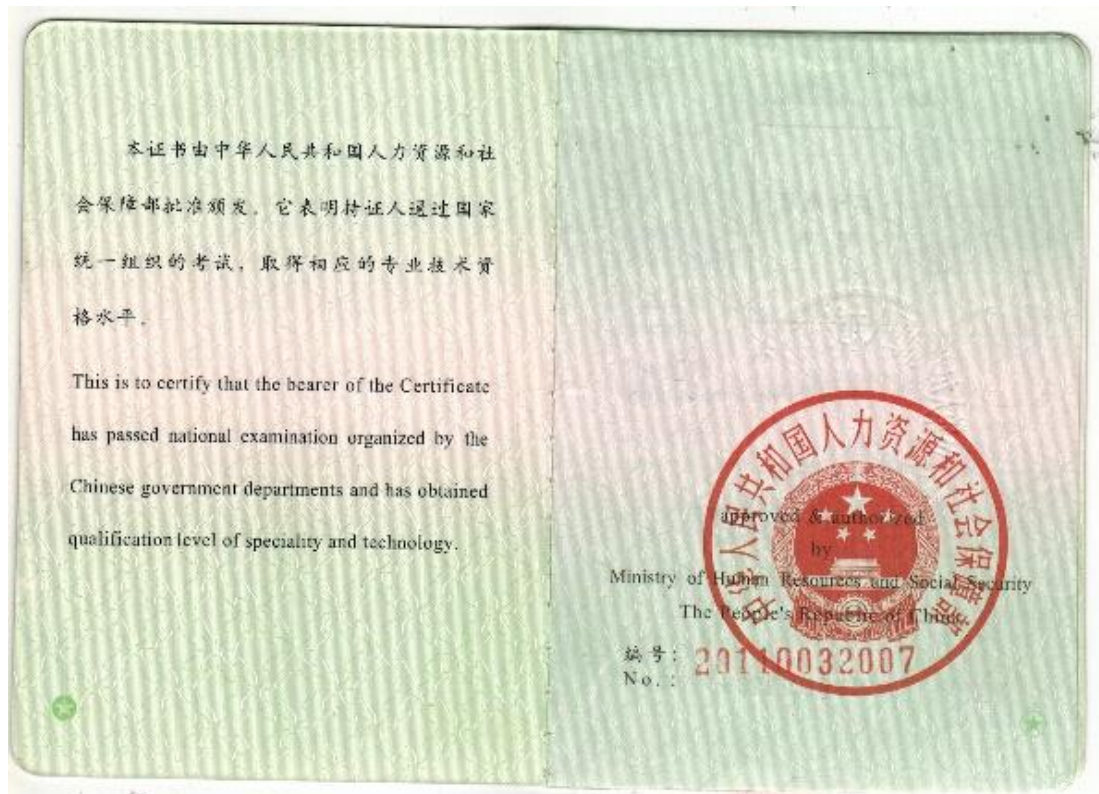 本证书由中华人民共和国人力资源和社
会保障部批准颁发。它表明持证人通过国家
统一组织的考试，取得相应的专业技术资
格水平。
This is to certify that the bearer of the Certificate
has passed national examination organized by the
Chinese government departments and has obtained
qualification level of speciality and technology.
中华人民共和国人力资源和社会保障部
approved & authorized
by
Ministry of Human Resources and Social Security
The People's Republic of China
编号: 20110032007
No.: